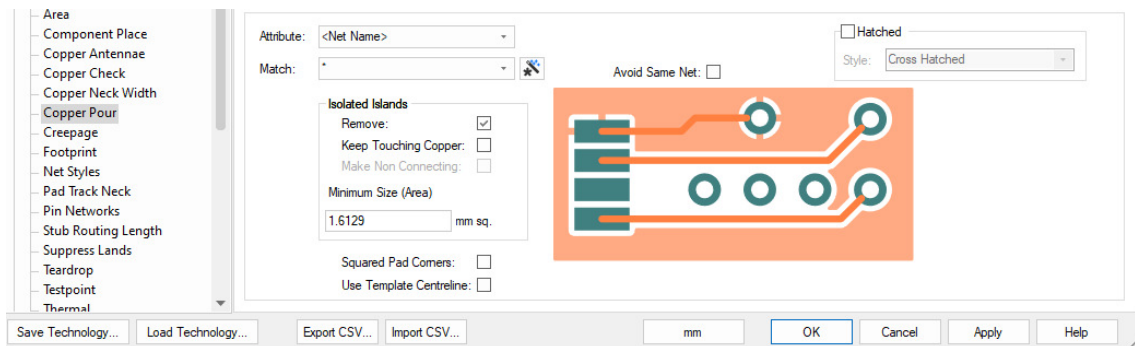 Area
Component Place
Copper Antennae
Copper Check
Copper Neck Width
Copper Pour
Creepage
Footprint
Net Styles
Pad Track Neck
Pin Networks
Stub Routing Length
Suppress Lands
Teardrop
Testpoint
Thermal
Attribute: <Net Name>
Match: *
Avoid Same Net:
Hatched
Style: Cross Hatched
Isolated Islands
Remove:
Keep Touching Copper:
Make Non Connecting:
Minimum Size (Area)
1.6129 mm sq.
Squared Pad Corners:
Use Template Centreline:
Save Technology... Load Technology... Export CSV... Import CSV... mm OK Cancel Apply Help